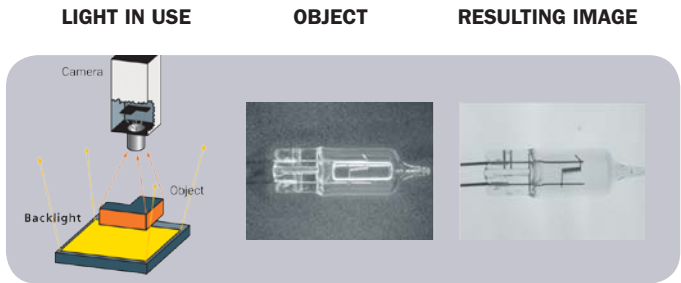 LIGHT IN USE
OBJECT
RESULTING IMAGE
Camera
Object
Backlight